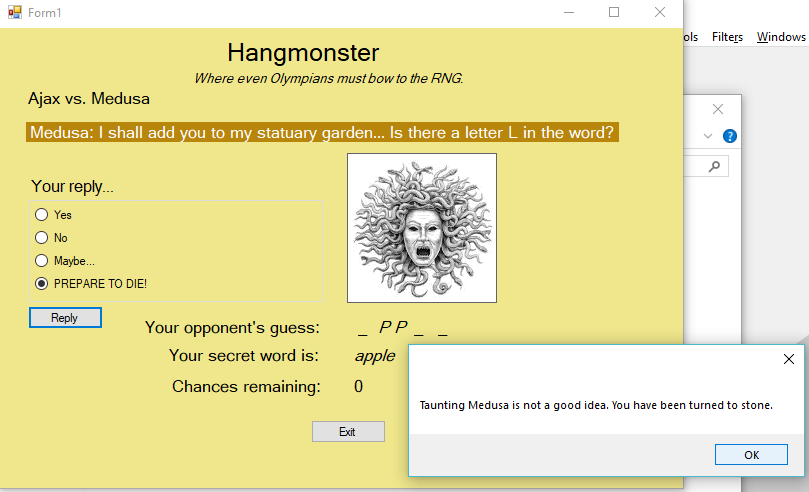 Form1
ols Filters Windows
Hangmonster
Where even Olympians must bow to the RNG.
Ajax vs. Medusa
Medusa: I shall add you to my statuary garden... Is there a letter L in the word?
Your reply...
Yes
No
Maybe...
PREPARE TO DIE!
Reply
Your opponent's guess: _ P P _ _
Your secret word is: apple
Chances remaining: 0
Exit
Taunting Medusa is not a good idea. You have been turned to stone.
OK